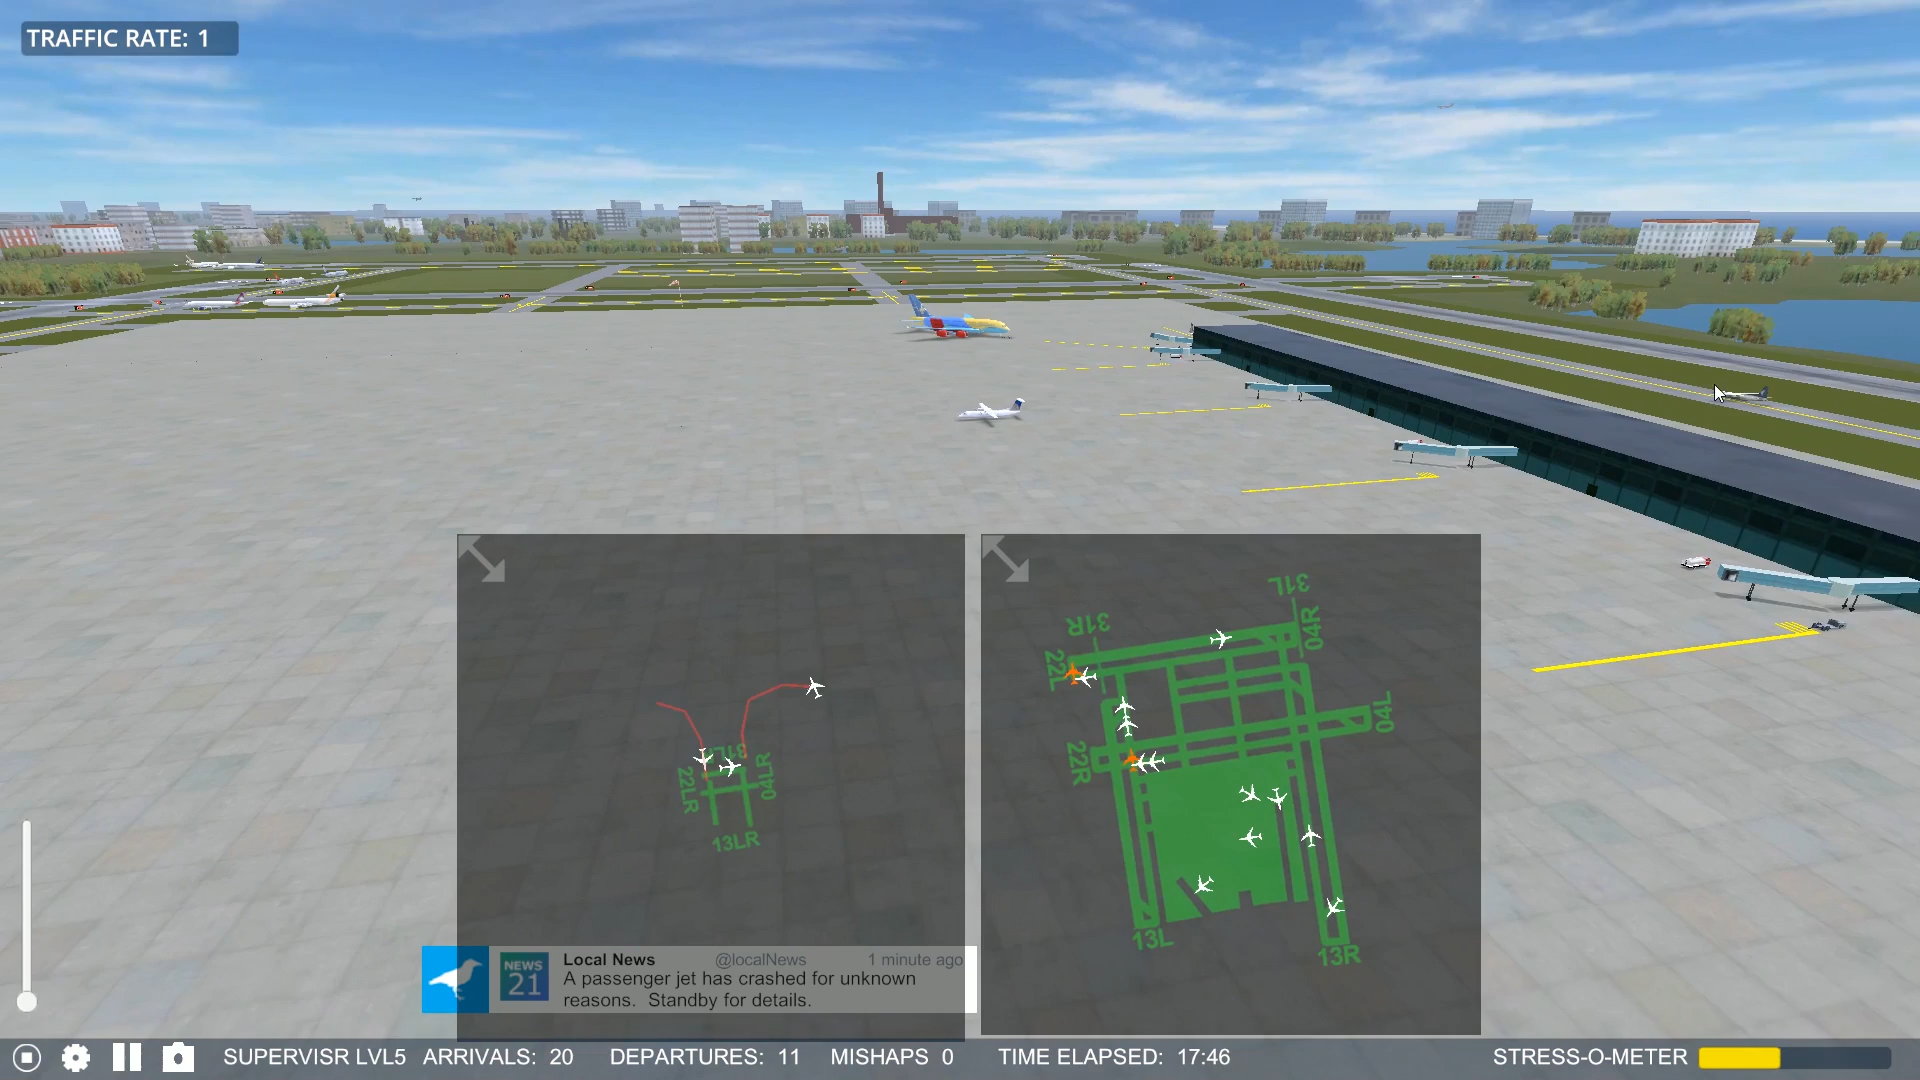 TRAFFIC RATE: 1
31L
04LR
22LR
13LR
31L
31R
04R
22L
04L
22R
13L
13R
NEWS
21
Local News @localNews 1 minute ago
A passenger jet has crashed for unknown
reasons. Standby for details.
SUPERVISR LVL5 ARRIVALS: 20 DEPARTURES: 11 MISHAPS 0 TIME ELAPSED: 17:46 STRESS-O-METER